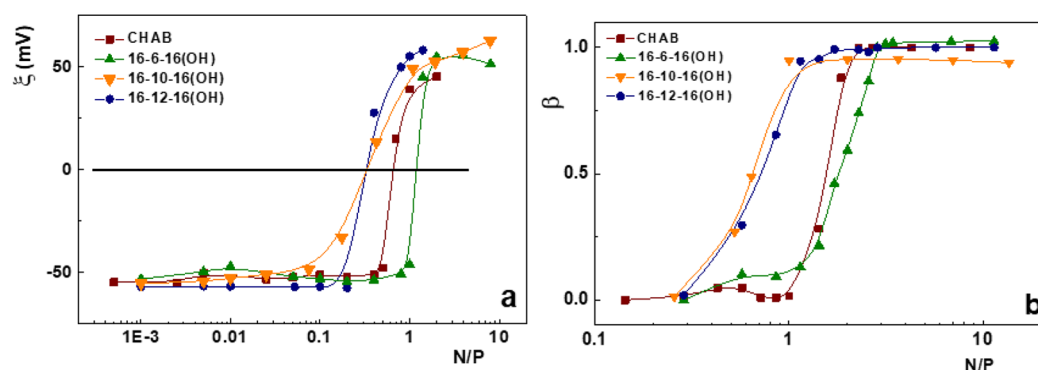 ξ (mV)
CHAB
16-6-16(OH)
16-10-16(OH)
16-12-16(OH)
50
0
-50
a
1E-3 0.01 0.1 1 10
N/P
β
CHAB
16-6-16(OH)
16-10-16(OH)
16-12-16(OH)
1.0
0.5
0.0
b
0.1 1 10
N/P